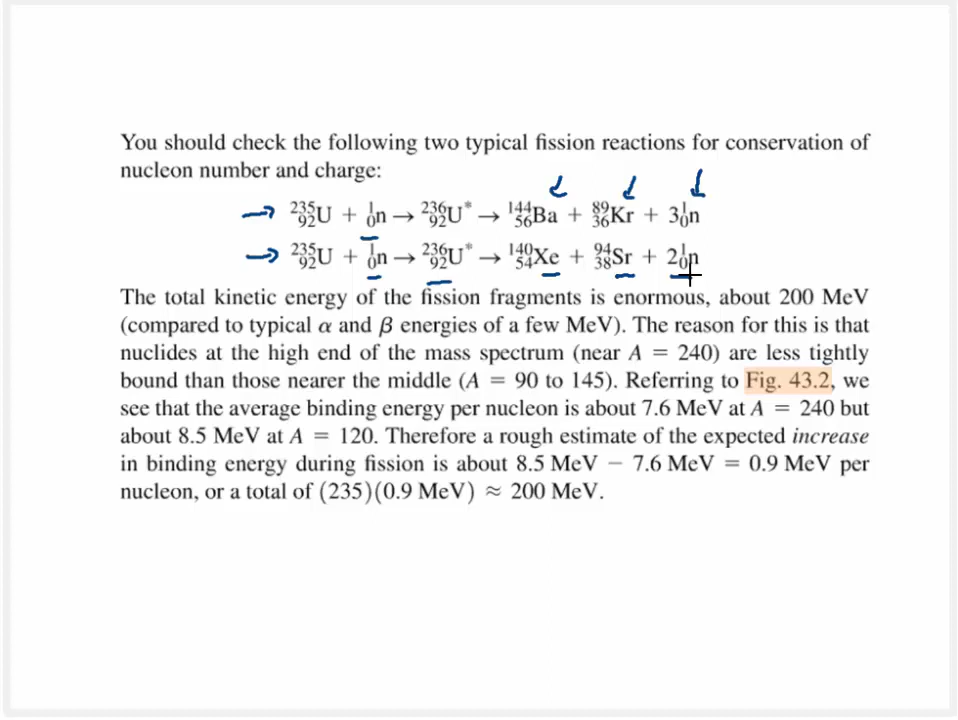 You should check the following two typical fission reactions for conservation of
nucleon number and charge:
²³⁵₉₂U + ¹₀n → ²³⁶₉₂U* → ¹⁴⁴₅₆Ba + ⁸⁹₃₆Kr + 3¹₀n
²³⁵₉₂U + ¹₀n → ²³⁶₉₂U* → ¹⁴⁰₅₄Xe + ⁹⁴₃₈Sr + 2¹₀n
The total kinetic energy of the fission fragments is enormous, about 200 MeV
(compared to typical α and β energies of a few MeV). The reason for this is that
nuclides at the high end of the mass spectrum (near A = 240) are less tightly
bound than those nearer the middle (A = 90 to 145). Referring to Fig. 43.2, we
see that the average binding energy per nucleon is about 7.6 MeV at A = 240 but
about 8.5 MeV at A = 120. Therefore a rough estimate of the expected increase
in binding energy during fission is about 8.5 MeV − 7.6 MeV = 0.9 MeV per
nucleon, or a total of (235)(0.9 MeV) ≈ 200 MeV.